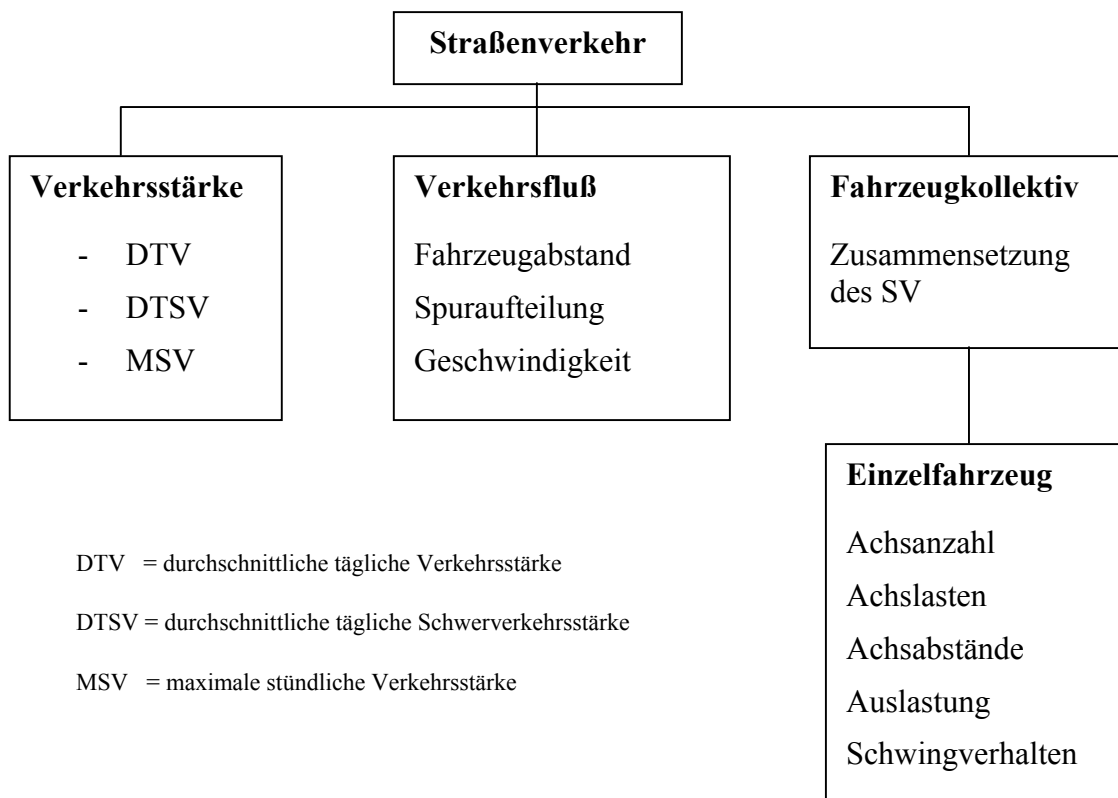 Straßenverkehr
Verkehrsstärke
- DTV
- DTSV
- MSV
Verkehrsfluß
Fahrzeugabstand
Spuraufteilung
Geschwindigkeit
Fahrzeugkollektiv
Zusammensetzung
des SV
Einzelfahrzeug
Achsanzahl
Achslasten
Achsabstände
Auslastung
Schwingverhalten
DTV = durchschnittliche tägliche Verkehrsstärke
DTSV = durchschnittliche tägliche Schwerverkehrsstärke
MSV = maximale stündliche Verkehrsstärke